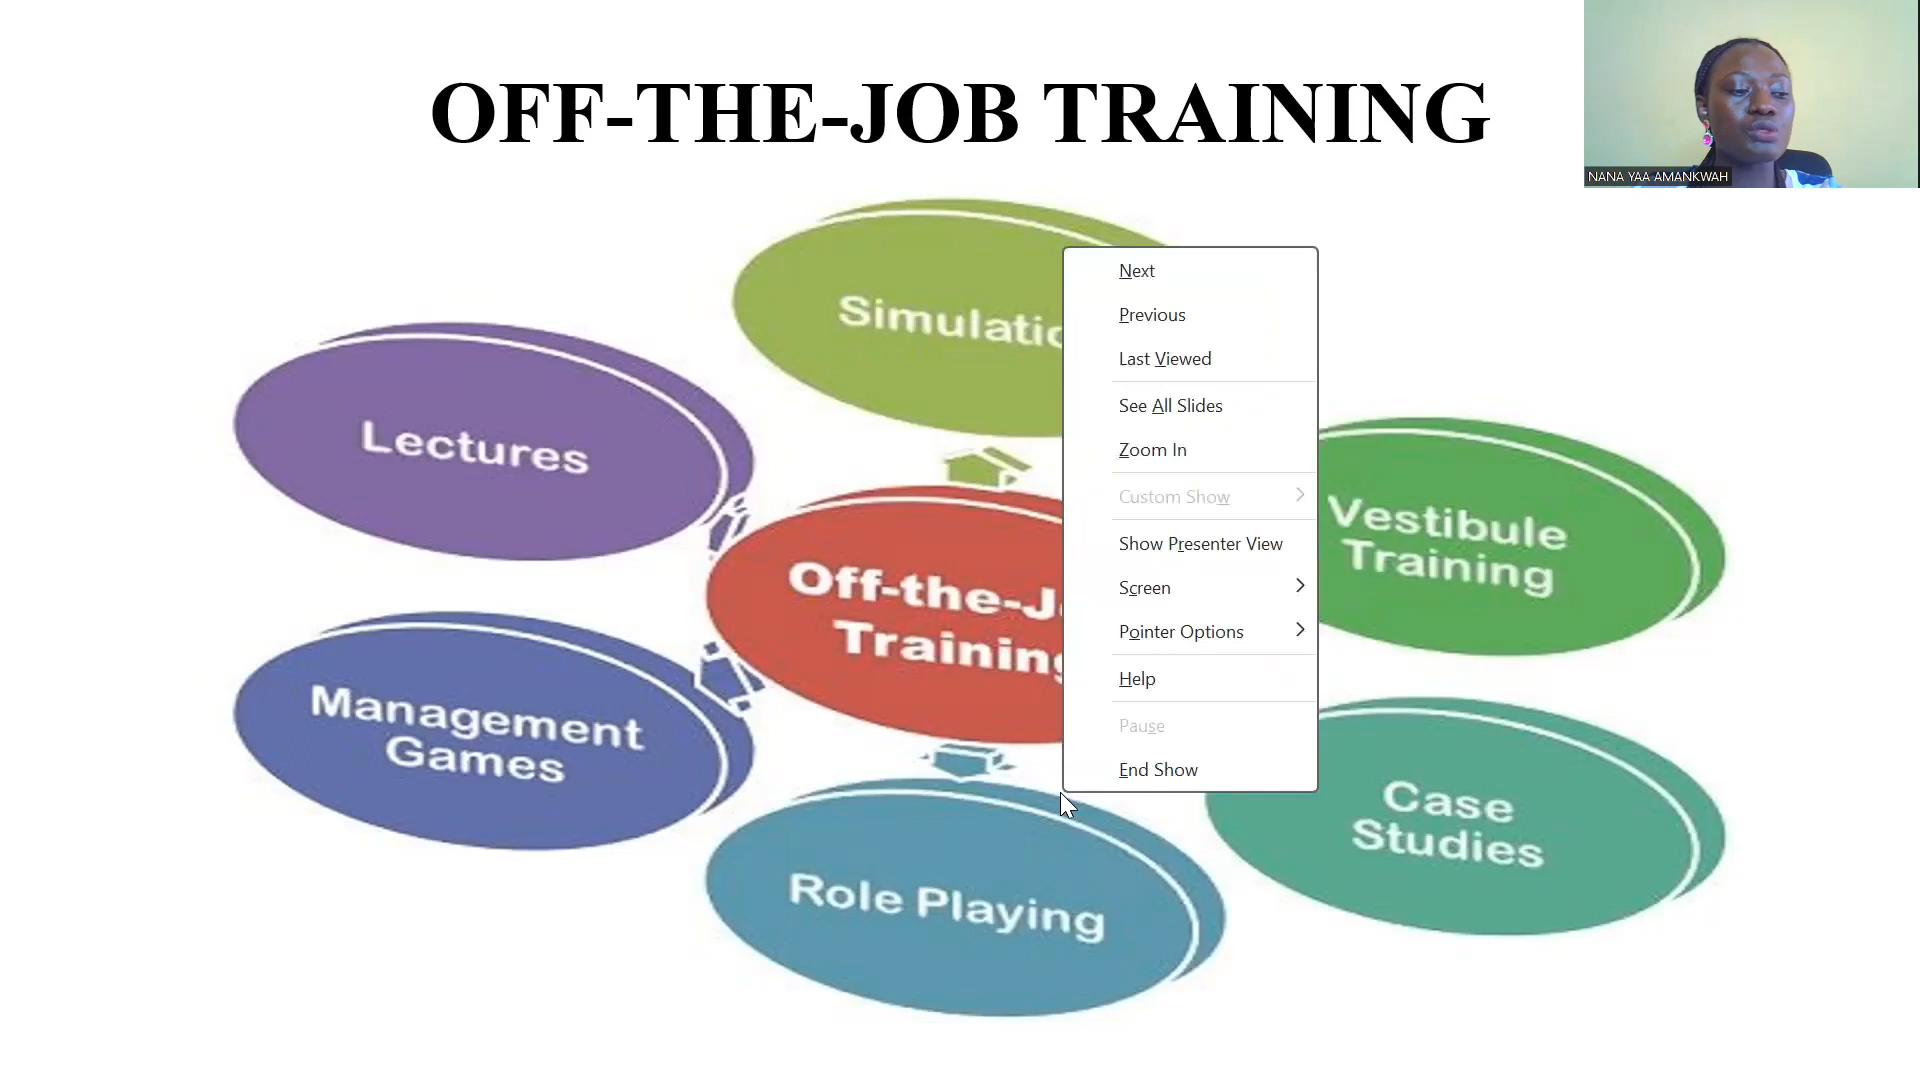 OFF-THE-JOB TRAINING
NANA YAA AMANKWAH
Lectures
Next
Previous
Last Viewed
See All Slides
Zoom In
Custom Show
Show Presenter View
Screen
Pointer Options
Help
Pause
End Show
Vestibule
Training
Off-the-J
Trainin
Management
Games
Case
Studies
Role Playing